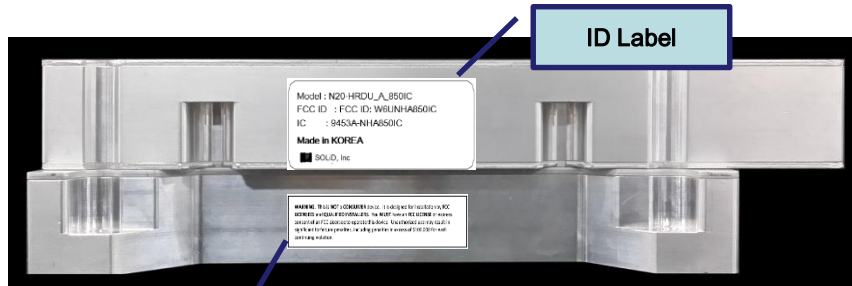 ID Label
Model : N20-HRDU_A_850IC
FCC ID : FCC ID: W6UNHA850IC
IC : 9453A-NHA850IC
Made in KOREA
SOLiD, Inc
WARNING. This is NOT a CONSUMER device. It is designed for installation by FCC
LICENSEES and QUALIFIED INSTALLERS. You MUST have an FCC LICENSE or express
consent of an FCC Licensee to operate this device. Unauthorized use may result in
significant forfeiture penalties, including penalties in excess of $100,000 for each
continuing violation.